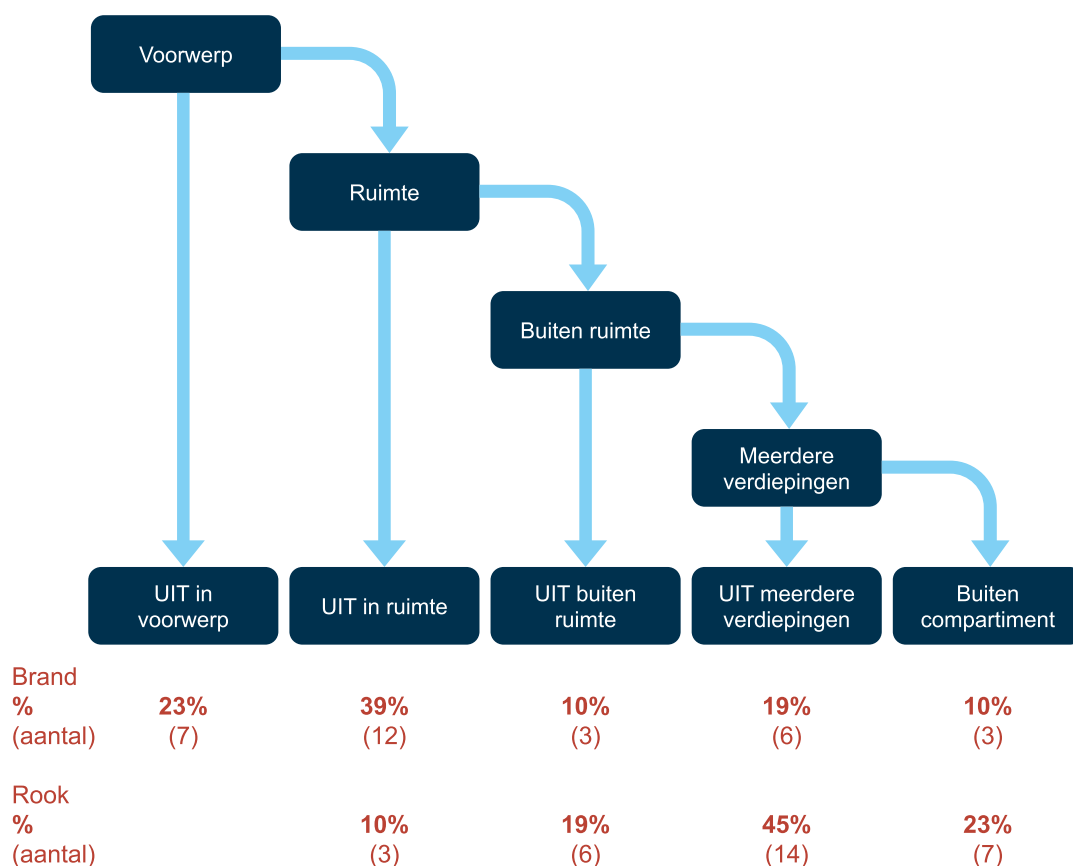 Voorwerp
Ruimte
Buiten ruimte
Meerdere
verdiepingen
UIT in
voorwerp
UIT in ruimte
UIT buiten
ruimte
UIT meerdere
verdiepingen
Buiten
compartiment
Brand
% 23% 39% 10% 19% 10%
(aantal) (7) (12) (3) (6) (3)
Rook
% 10% 19% 45% 23%
(aantal) (3) (6) (14) (7)